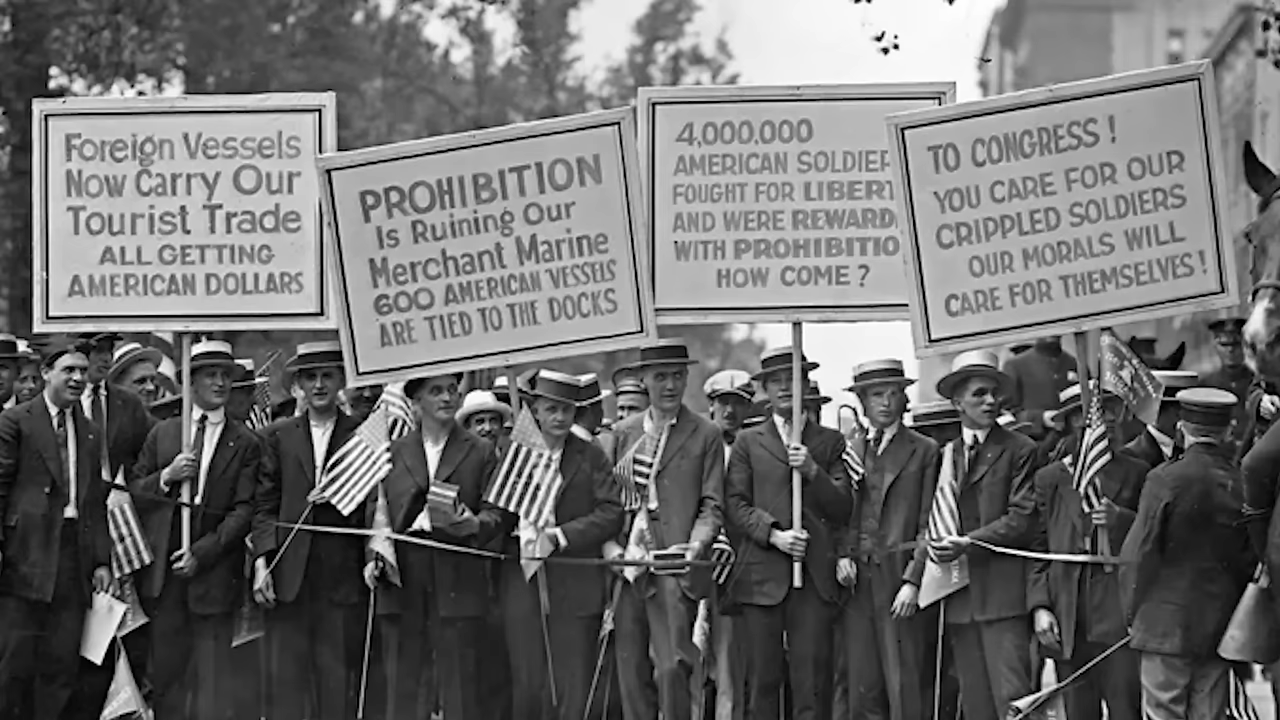 Foreign Vessels
Now Carry Our
Tourist Trade
ALL GETTING
AMERICAN DOLLARS
PROHIBITION
Is Ruining Our
Merchant Marine
600 AMERICAN VESSELS
ARE TIED TO THE DOCKS
4,000,000
AMERICAN SOLDIER
FOUGHT FOR LIBERT
AND WERE REWARD
WITH PROHIBITIO
HOW COME?
TO CONGRESS!
YOU CARE FOR OUR
CRIPPLED SOLDIERS
OUR MORALS WILL
CARE FOR THEMSELVES!